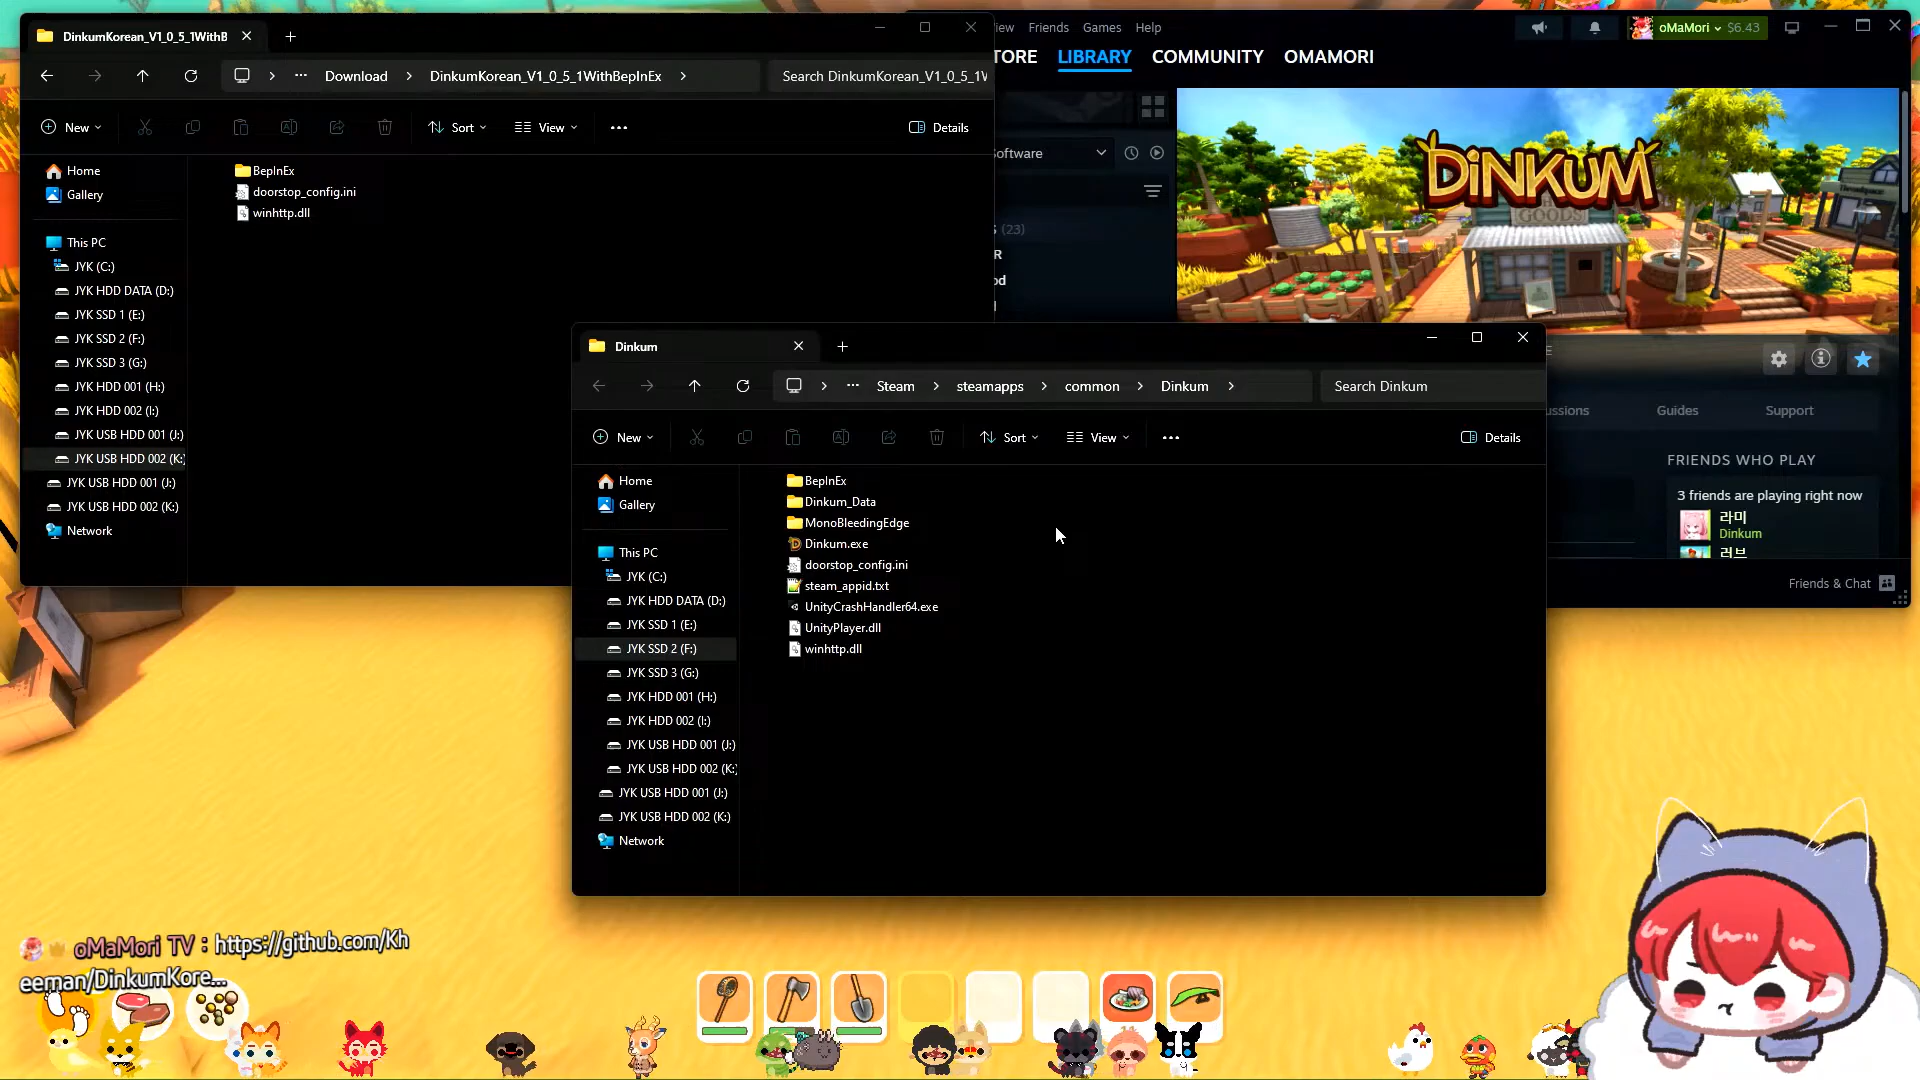 DinkumKorean_V1_0_5_1WithB
Download
DinkumKorean_V1_0_5_1WithBepInEx
Search DinkumKorean_V1_0_5_1V
New
Sort
View
Details
Home
Gallery
This PC
JYK (C:)
JYK HDD DATA (D:)
JYK SSD 1 (E:)
JYK SSD 2 (F:)
JYK SSD 3 (G:)
JYK HDD 001 (H:)
JYK HDD 002 (I:)
JYK USB HDD 001 (J:)
JYK USB HDD 002 (K:)
JYK USB HDD 001 (J:)
JYK USB HDD 002 (K:)
Network
BepInEx
doorstop_config.ini
winhttp.dll
iew
Friends
Games
Help
oMaMori
$6.43
TORE
LIBRARY
COMMUNITY
OMAMORI
oftware
(23)
DINKUM
GOODS
ussions
Guides
Support
FRIENDS WHO PLAY
3 friends are playing right now
라미
Dinkum
러브
Friends & Chat
Dinkum
Steam
steamapps
common
Dinkum
Search Dinkum
New
Sort
View
Details
Home
Gallery
This PC
JYK (C:)
JYK HDD DATA (D:)
JYK SSD 1 (E:)
JYK SSD 2 (F:)
JYK SSD 3 (G:)
JYK HDD 001 (H:)
JYK HDD 002 (I:)
JYK USB HDD 001 (J:)
JYK USB HDD 002 (K:)
JYK USB HDD 001 (J:)
JYK USB HDD 002 (K:)
Network
BepInEx
Dinkum_Data
MonoBleedingEdge
Dinkum.exe
doorstop_config.ini
steam_appid.txt
UnityCrashHandler64.exe
UnityPlayer.dll
winhttp.dll
oMaMori TV : https://github.com/Kh
eeman/DinkumKore...